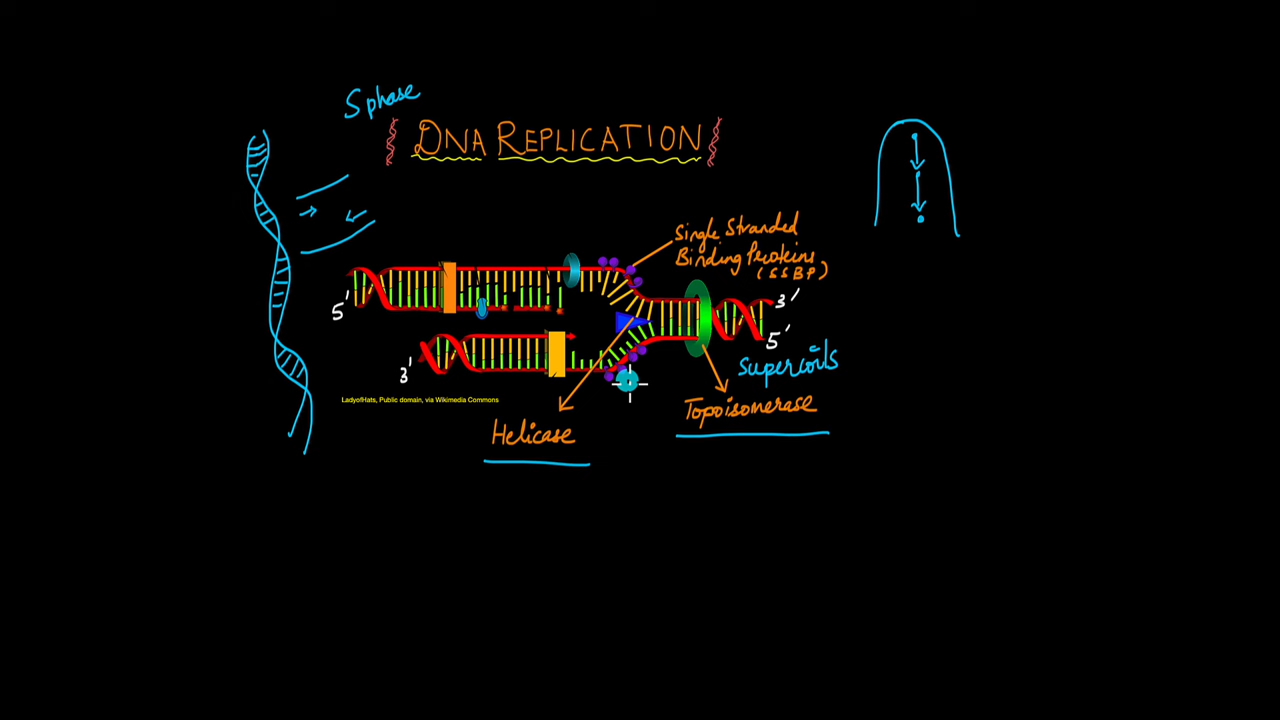 S phase
DNA REPLICATION
Single Stranded
Binding Proteins
(SSBP)
5'
3'
5'
3'
Supercoils
LadyofHats, Public domain, via Wikimedia Commons
Topoisomerase
Helicase